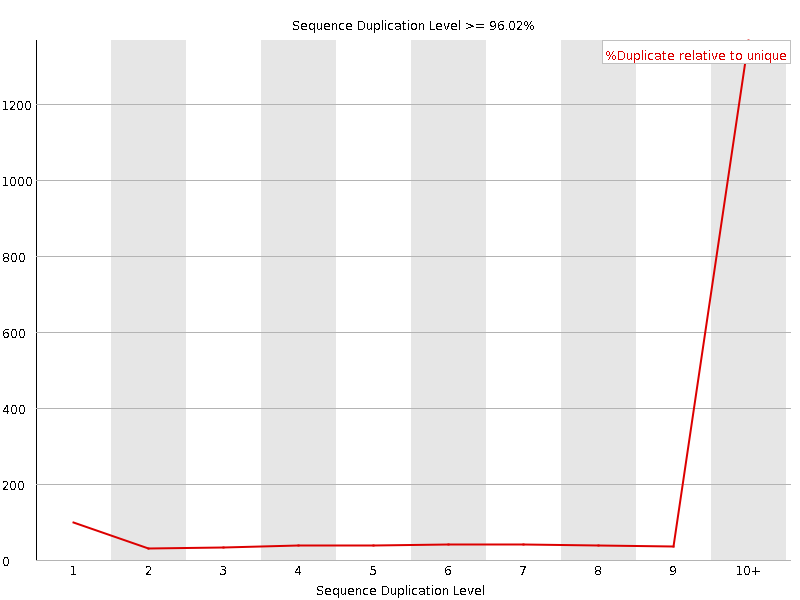 Sequence Duplication Level >= 96.02%
%Duplicate relative to unique
1200
1000
800
600
400
200
0
1 2 3 4 5 6 7 8 9 10+
Sequence Duplication Level